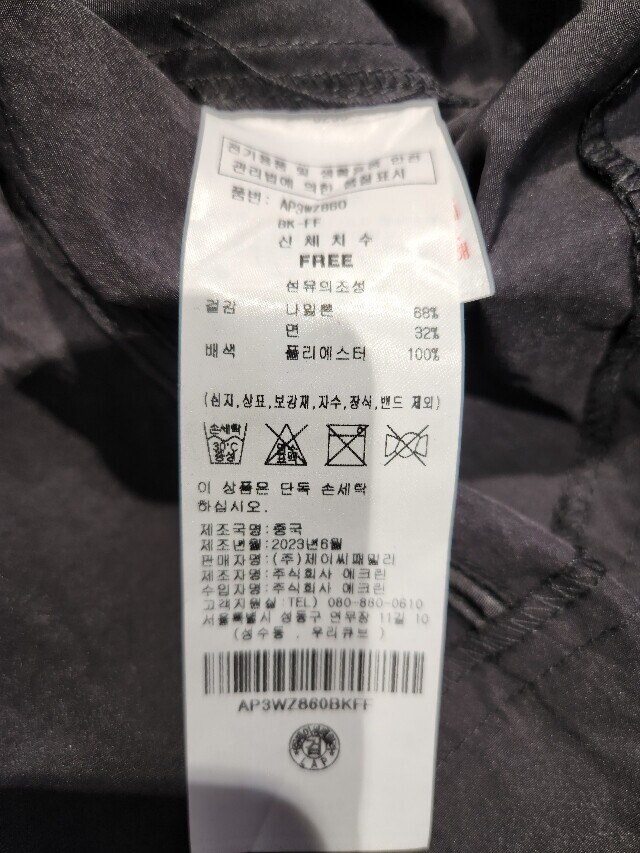 전기용품 및 생활용품 안전
관리법에 의한 품질표시
품번: AP3WZ860
BK-FF
신 체 치 수
FREE
섬유의조성
겉감 나일론 68%
면 32%
배색 폴리에스터 100%
(심지,상표,보강재,자수,장식,밴드 제외)
손세탁
30°C
중성
이 상품은 단독 손세탁
하십시오.
제조국명:중국
제조년월:2023년6월
판매자명:(주)제이씨패밀리
제조자명:주식회사 에크린
수입자명:주식회사 에크린
고객지원실 TEL) 080-880-0610
서울특별시 성동구 연무장 11길 10
(성수동 , 우리큐브 )
AP3WZ860BKFF
LAP